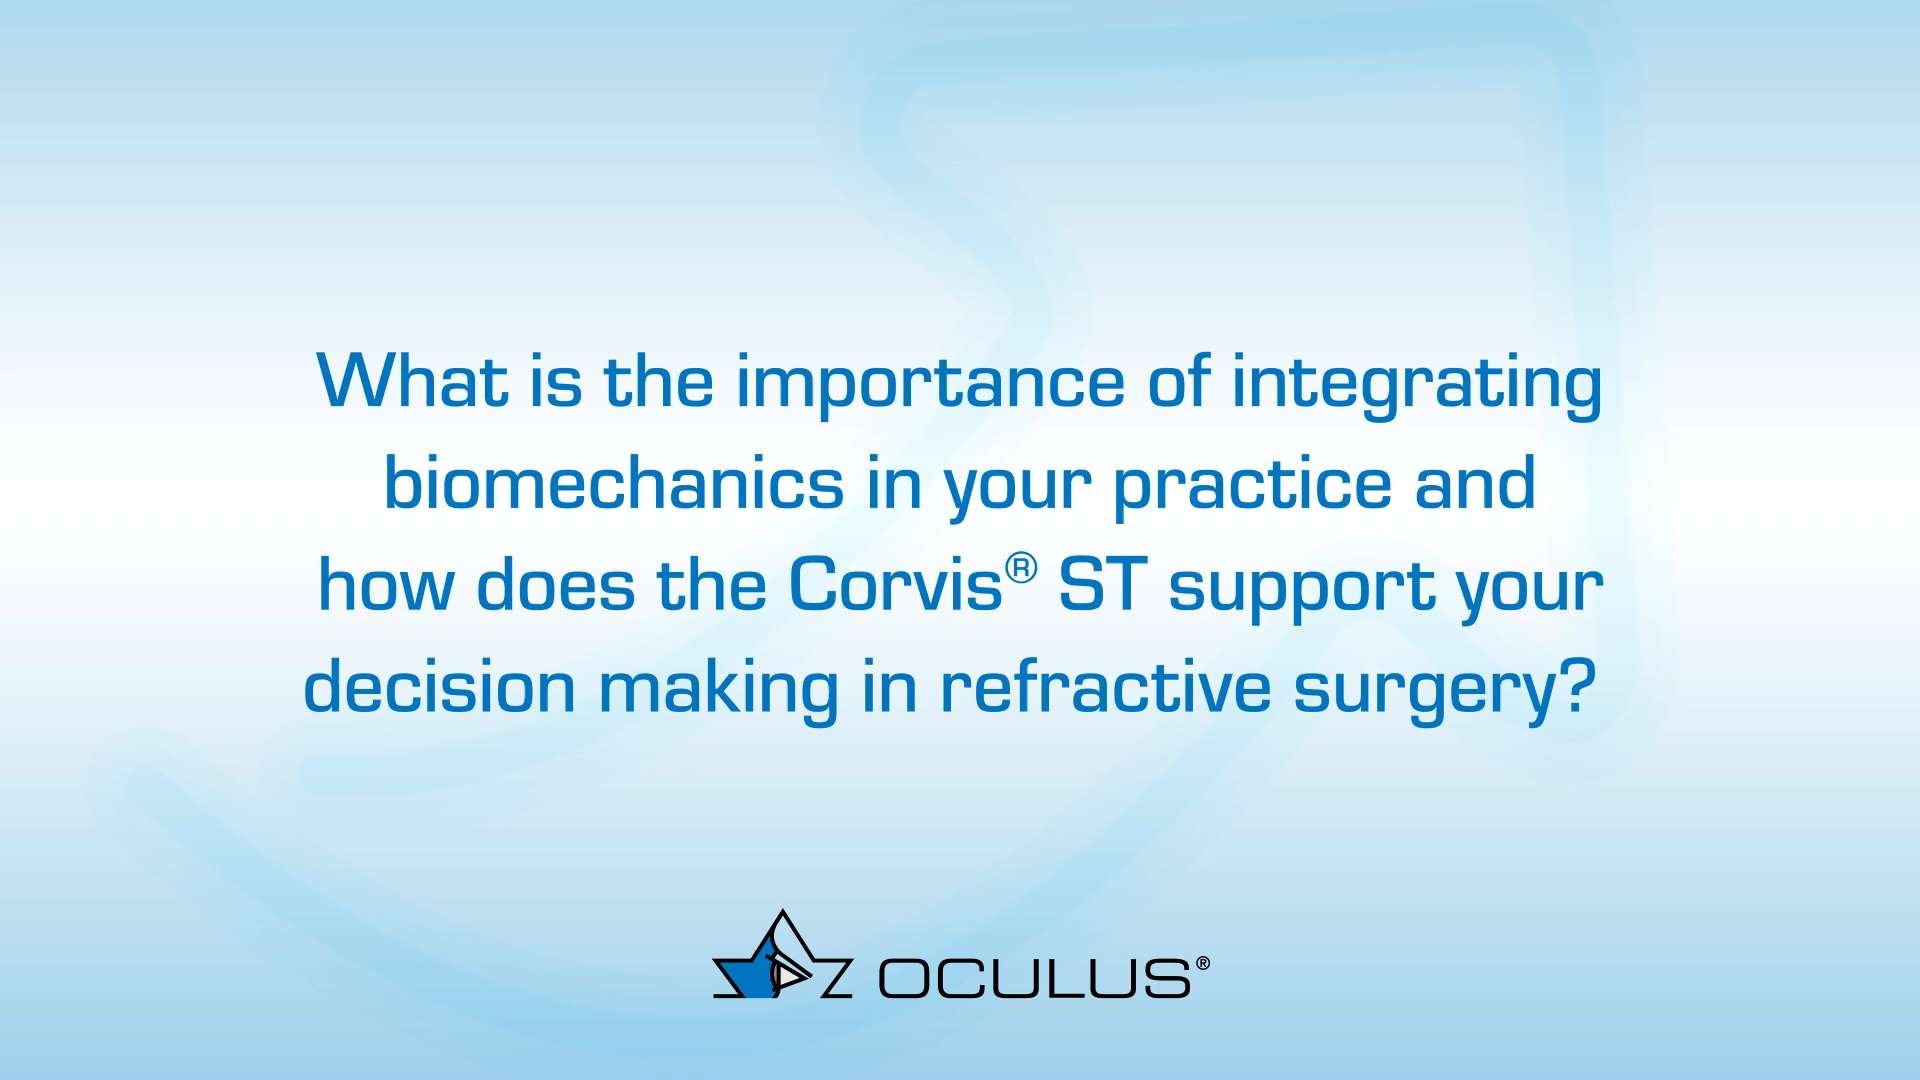 What is the importance of integrating
biomechanics in your practice and
how does the Corvis® ST support your
decision making in refractive surgery?
OCULUS®